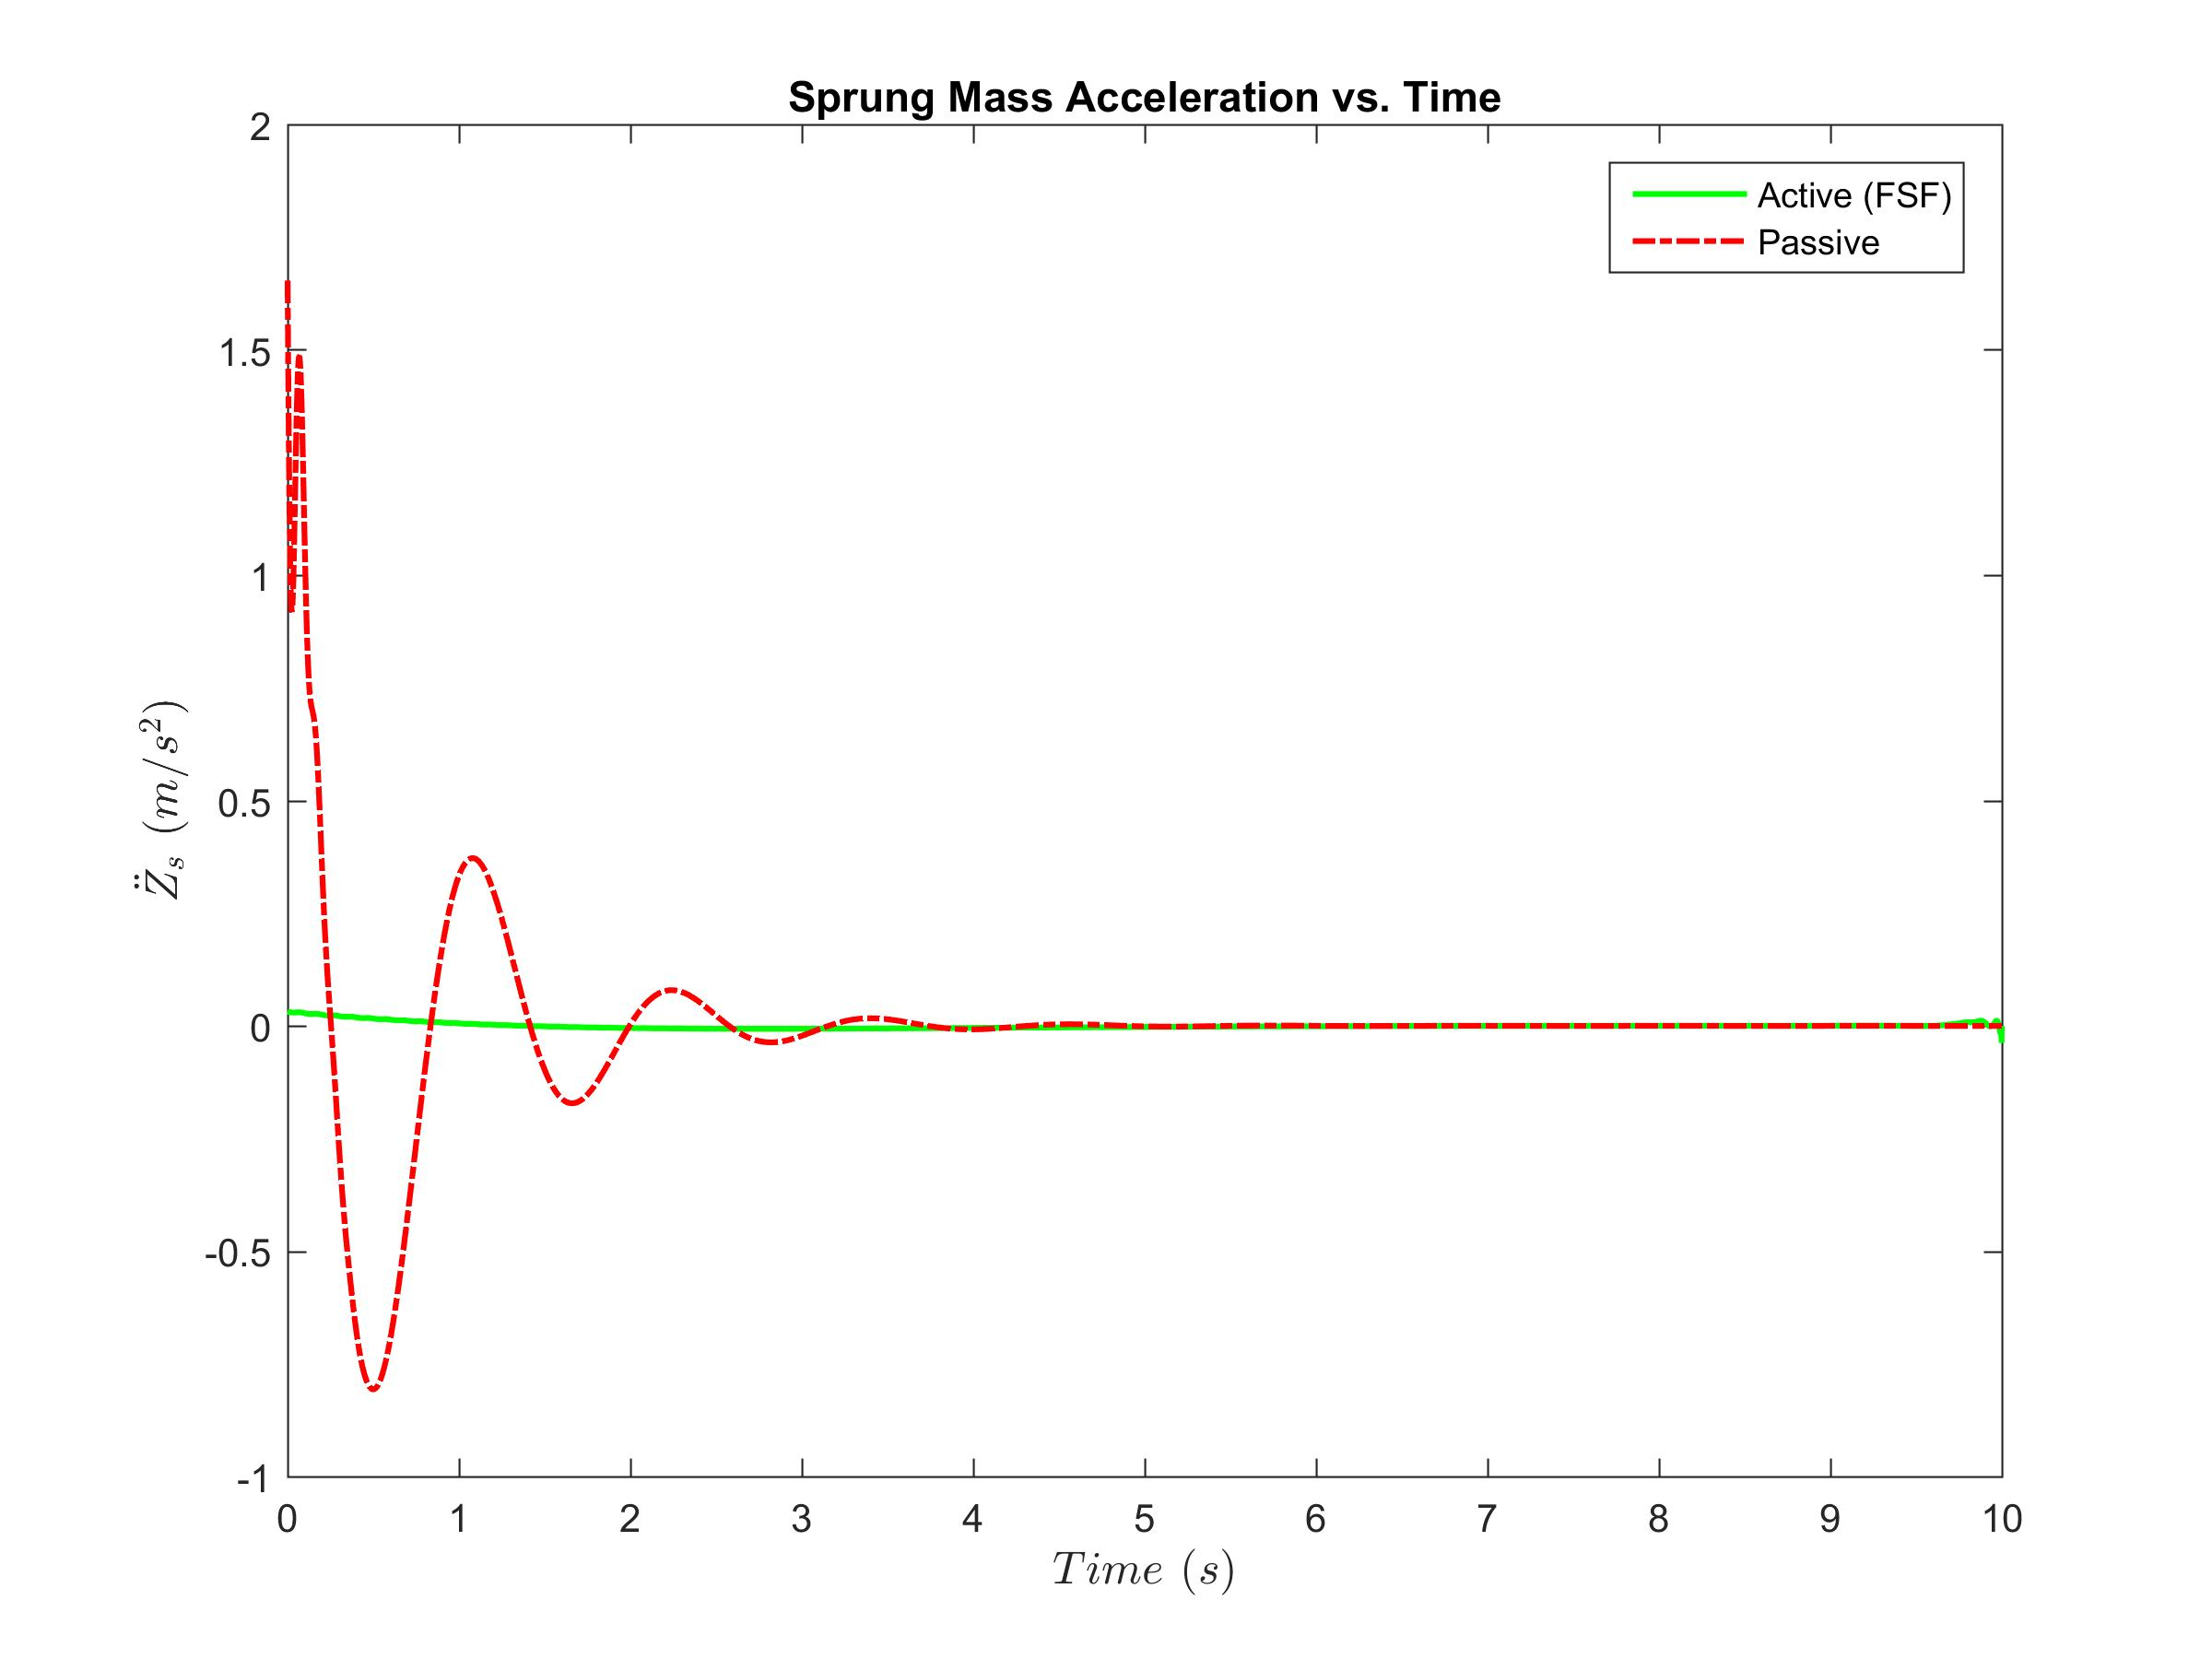 Sprung Mass Acceleration vs. Time
2
1.5
1
0.5
0
-0.5
-1
Z̈ₛ (m/s²)
Active (FSF)
Passive
0 1 2 3 4 5 6 7 8 9 10
Time (s)